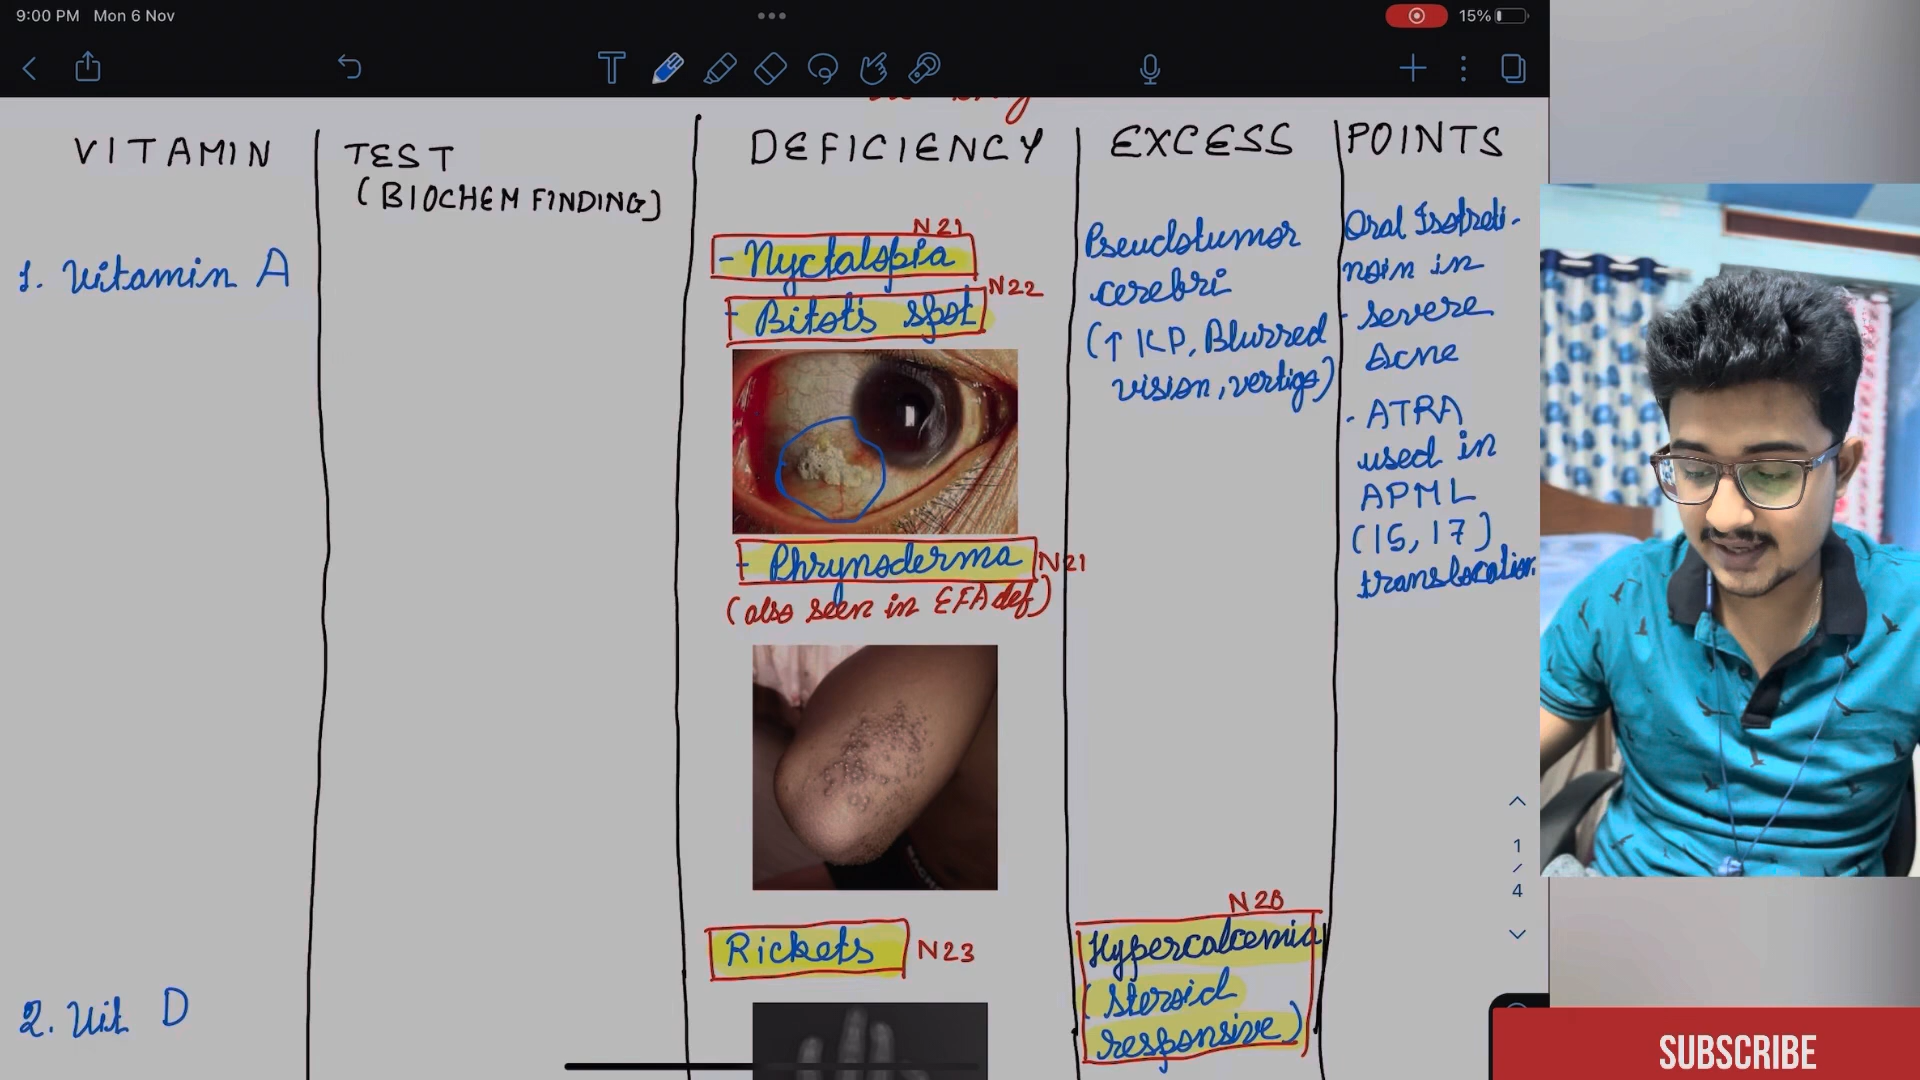 9:00 PM Mon 6 Nov
15%
VITAMIN
TEST
(BIOCHEM FINDING)
DEFICIENCY
EXCESS
POINTS
1. Vitamin A
N21
- Nyctalopia
N22
- Bitot's spot
- Phrynoderma N21
(also seen in EFA def)
Pseudotumor
cerebri
(↑ ICP, Blurred
vision, vertigo)
Oral Isotreti-
noin in
- severe
Acne
- ATRA
used in
APML
(15, 17)
translocation.
1
/
4
2. Vit D
Rickets N23
N20
Hypercalcemia
(steroid
responsive)
SUBSCRIBE